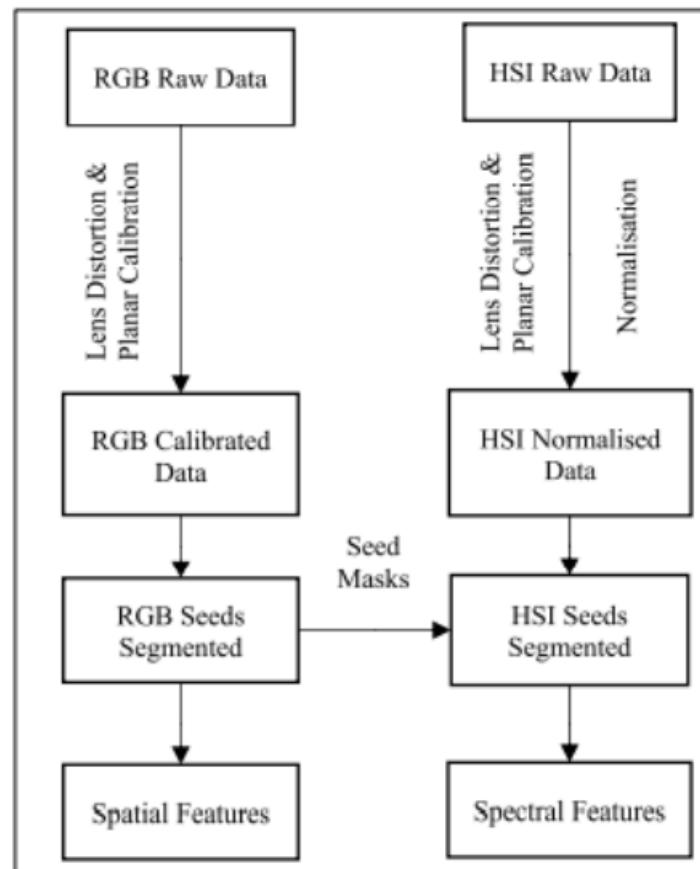 RGB Raw Data
HSI Raw Data
Lens Distortion &
Planar Calibration
Lens Distortion &
Planar Calibration
Normalisation
RGB Calibrated
Data
HSI Normalised
Data
Seed
Masks
RGB Seeds
Segmented
HSI Seeds
Segmented
Spatial Features
Spectral Features